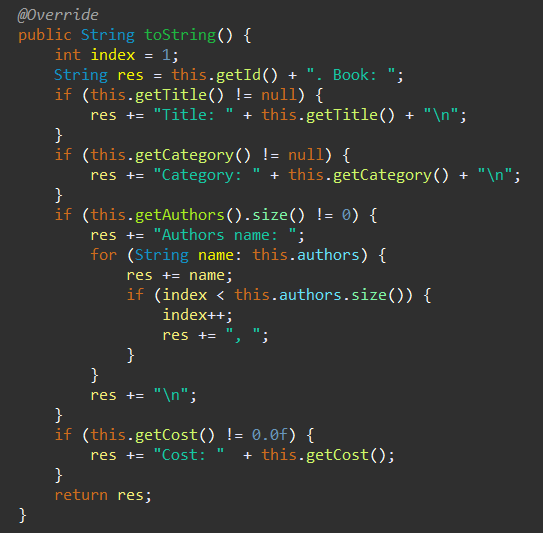 @Override
public String toString() {
    int index = 1;
    String res = this.getId() + ". Book: ";
    if (this.getTitle() != null) {
        res += "Title: " + this.getTitle() + "\n";
    }
    if (this.getCategory() != null) {
        res += "Category: " + this.getCategory() + "\n";
    }
    if (this.getAuthors().size() != 0) {
        res += "Authors name: ";
        for (String name: this.authors) {
            res += name;
            if (index < this.authors.size()) {
                index++;
                res += ", ";
            }
        }
        res += "\n";
    }
    if (this.getCost() != 0.0f) {
        res += "Cost: "  + this.getCost();
    }
    return res;
}